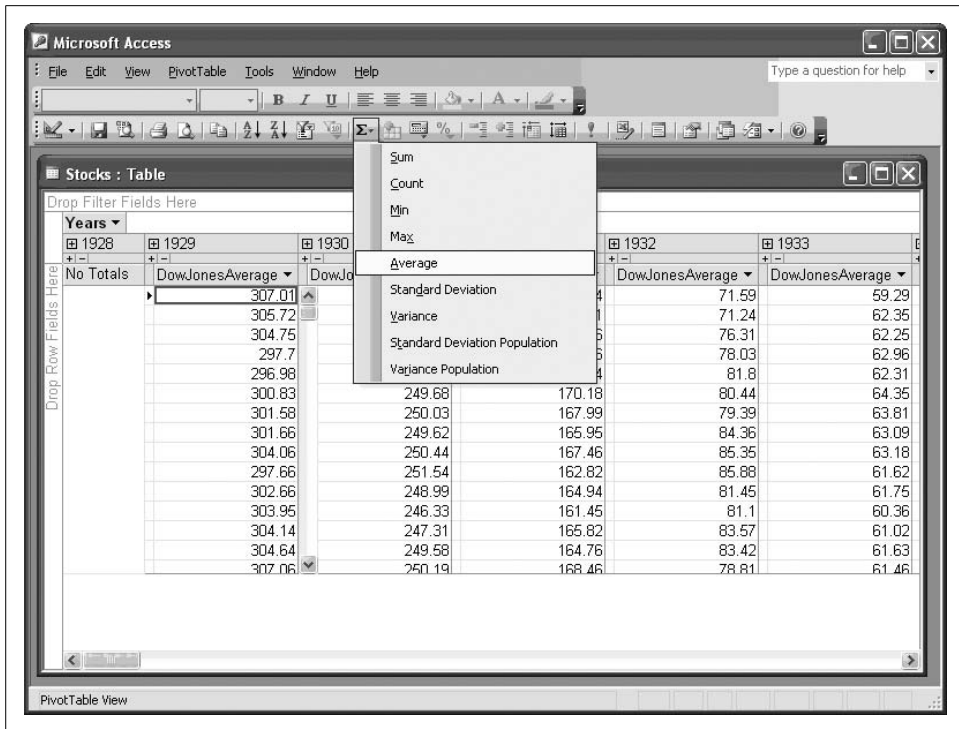 Microsoft Access
File Edit View PivotTable Tools Window Help
Type a question for help
B I U A
Σ
Stocks : Table
Sum
Count
Min
Max
Average
Standard Deviation
Variance
Standard Deviation Population
Variance Population
Drop Filter Fields Here
Years
1928 1929 1930 1932 1933
No Totals DowJonesAverage DowJo DowJonesAverage DowJonesAverage
Drop Row Fields Here
307.01 4 71.59 59.29
305.72 1 71.24 62.35
304.75 6 76.31 62.25
297.7 6 78.03 62.96
296.98 4 81.8 62.31
300.83 249.68 170.18 80.44 64.35
301.58 250.03 167.99 79.39 63.81
301.66 249.62 165.95 84.36 63.09
304.06 250.44 167.46 85.35 63.18
297.66 251.54 162.82 85.88 61.62
302.66 248.99 164.94 81.45 61.75
303.95 246.33 161.45 81.1 60.36
304.14 247.31 165.82 83.57 61.02
304.64 249.58 164.76 83.42 61.63
307.06 250.19 168.46 78.81 61.46
PivotTable View